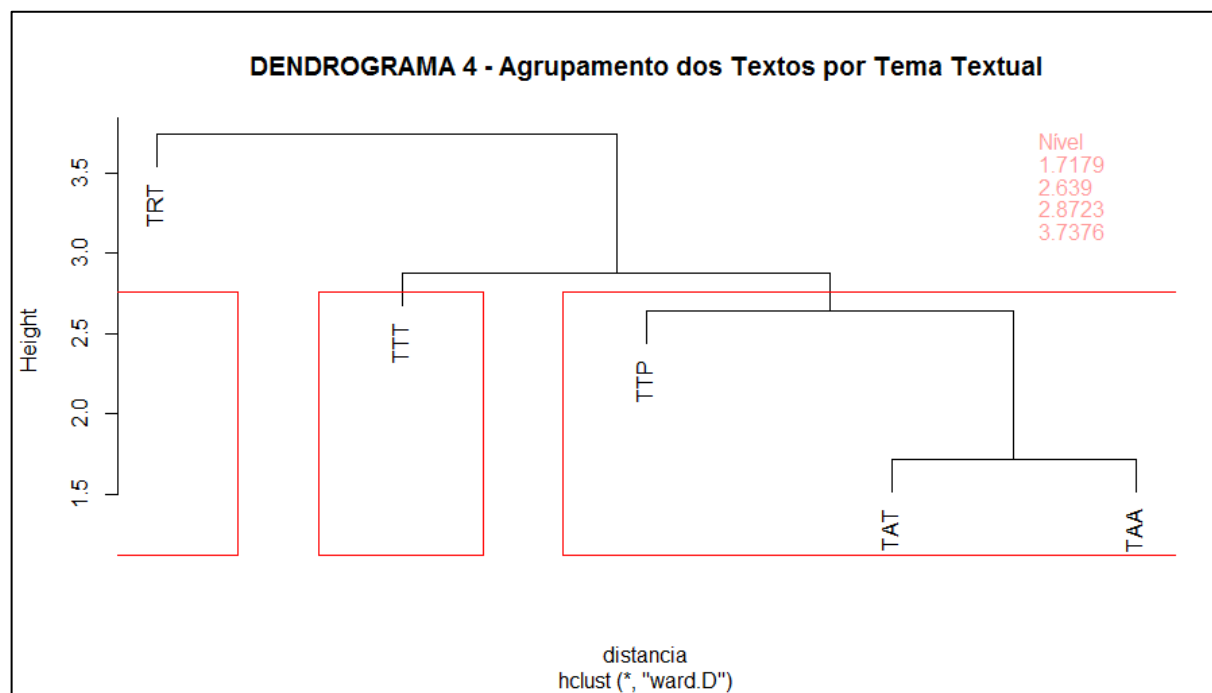 DENDROGRAMA 4 - Agrupamento dos Textos por Tema Textual
Nível
1.7179
2.639
2.8723
3.7376
Height
3.5
3.0
2.5
2.0
1.5
TRT
TTT
TTP
TAT
TAA
distancia
hclust (*, "ward.D")